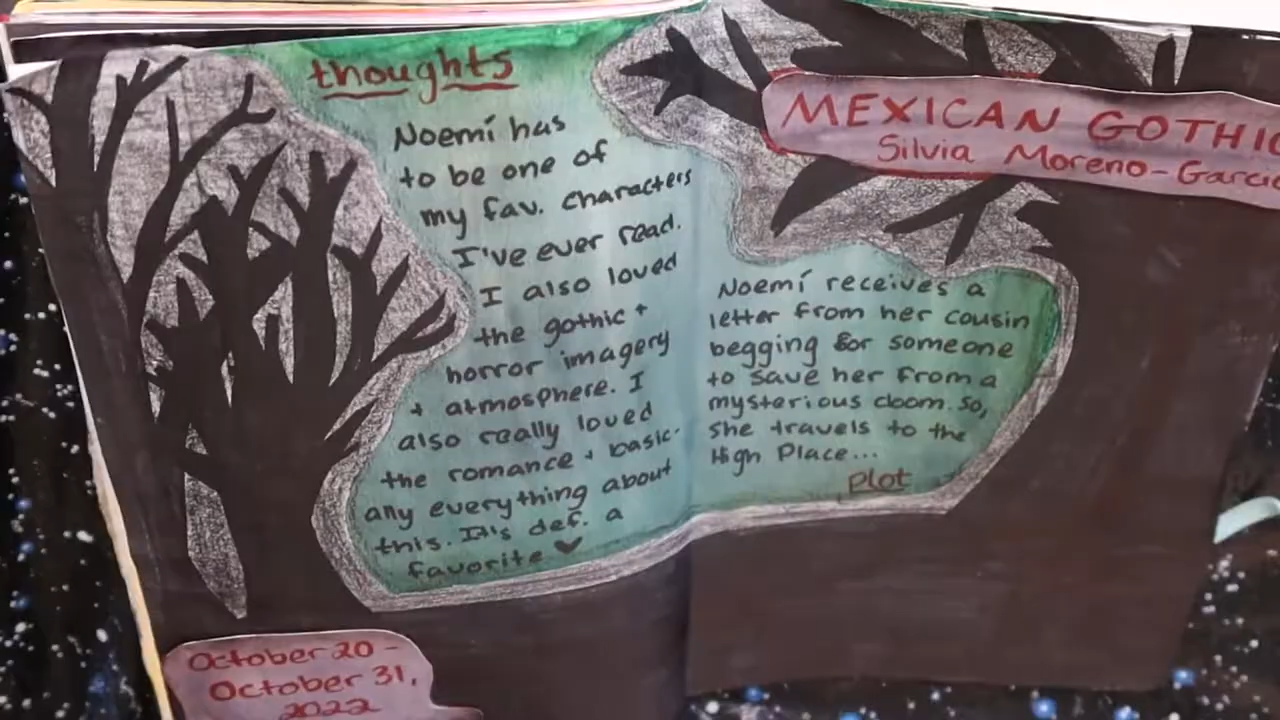 thoughts
Noemí has
to be one of
my fav. characters
I've ever read.
I also loved
the gothic +
horror imagery
+ atmosphere. I
also really loved
the romance + basic-
ally everything about
this. It's def. a
favorite ♥
MEXICAN GOTHIC
Silvia Moreno-Garcia
Noemí receives a
letter from her cousin
begging for someone
to save her from a
mysterious doom. So,
she travels to the
High Place...
Plot
October 20 -
October 31,
2022